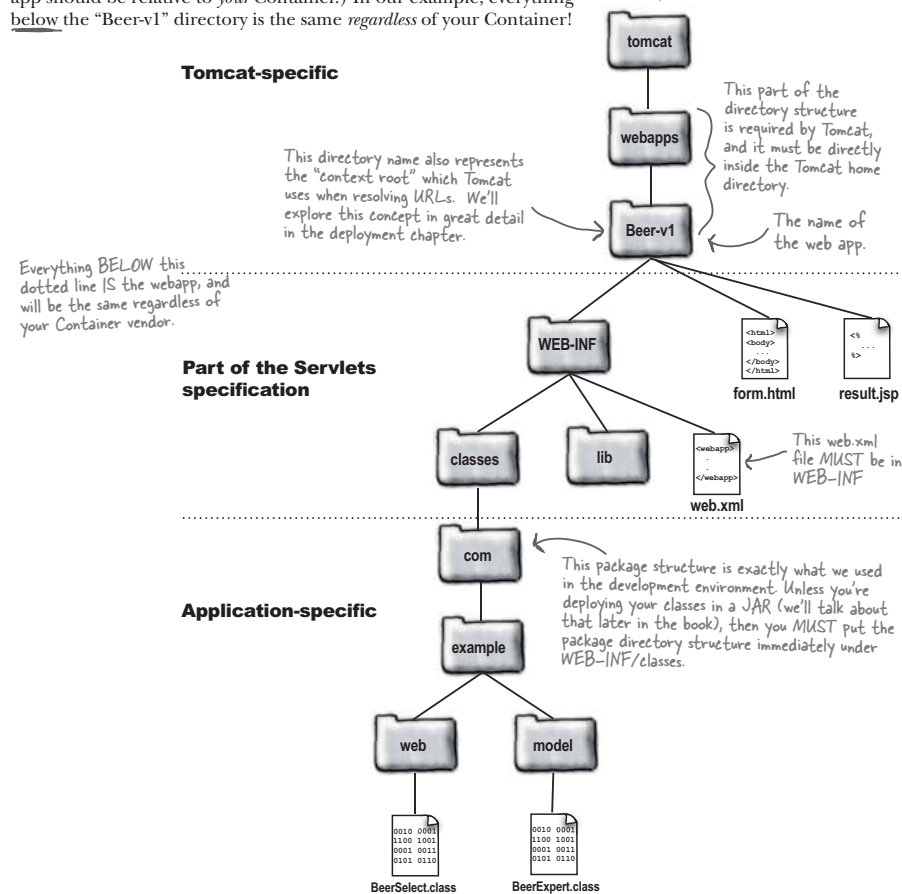 app should be relative to your Container.) In our example, everything
below the “Beer-v1” directory is the same regardless of your Container!
tomcat
Tomcat-specific
This part of the
directory structure
is required by Tomcat,
and it must be directly
inside the Tomcat home
directory.
webapps
This directory name also represents
the “context root” which Tomcat
uses when resolving URLs. We’ll
explore this concept in great detail
in the deployment chapter.
Beer-v1
The name of
the web app.
Everything BELOW this
dotted line IS the webapp, and
will be the same regardless of
your Container vendor.
WEB-INF
<html>
<body>
...
</body>
</html>
form.html
<%
...
%>
result.jsp
Part of the Servlets
specification
classes
lib
<webapp>
.
.
</webapp>
web.xml
This web.xml
file MUST be in
WEB-INF
com
This package structure is exactly what we used
in the development environment. Unless you’re
deploying your classes in a JAR (we’ll talk about
that later in the book), then you MUST put the
package directory structure immediately under
WEB-INF/classes.
Application-specific
example
web
model
0010 0001
1100 1001
0001 0011
0101 0110
BeerSelect.class
0010 0001
1100 1001
0001 0011
0101 0110
BeerExpert.class